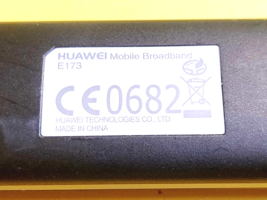 HUAWEI Mobile Broadband
E173
CE0682
HUAWEI TECHNOLOGIES CO., LTD.
MADE IN CHINA